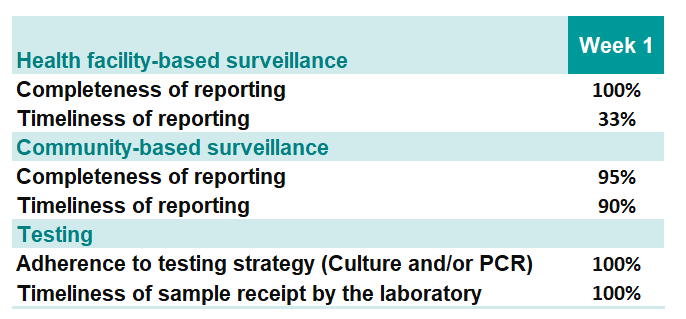 Week 1
Health facility-based surveillance
Completeness of reporting 100%
Timeliness of reporting 33%
Community-based surveillance
Completeness of reporting 95%
Timeliness of reporting 90%
Testing
Adherence to testing strategy (Culture and/or PCR) 100%
Timeliness of sample receipt by the laboratory 100%